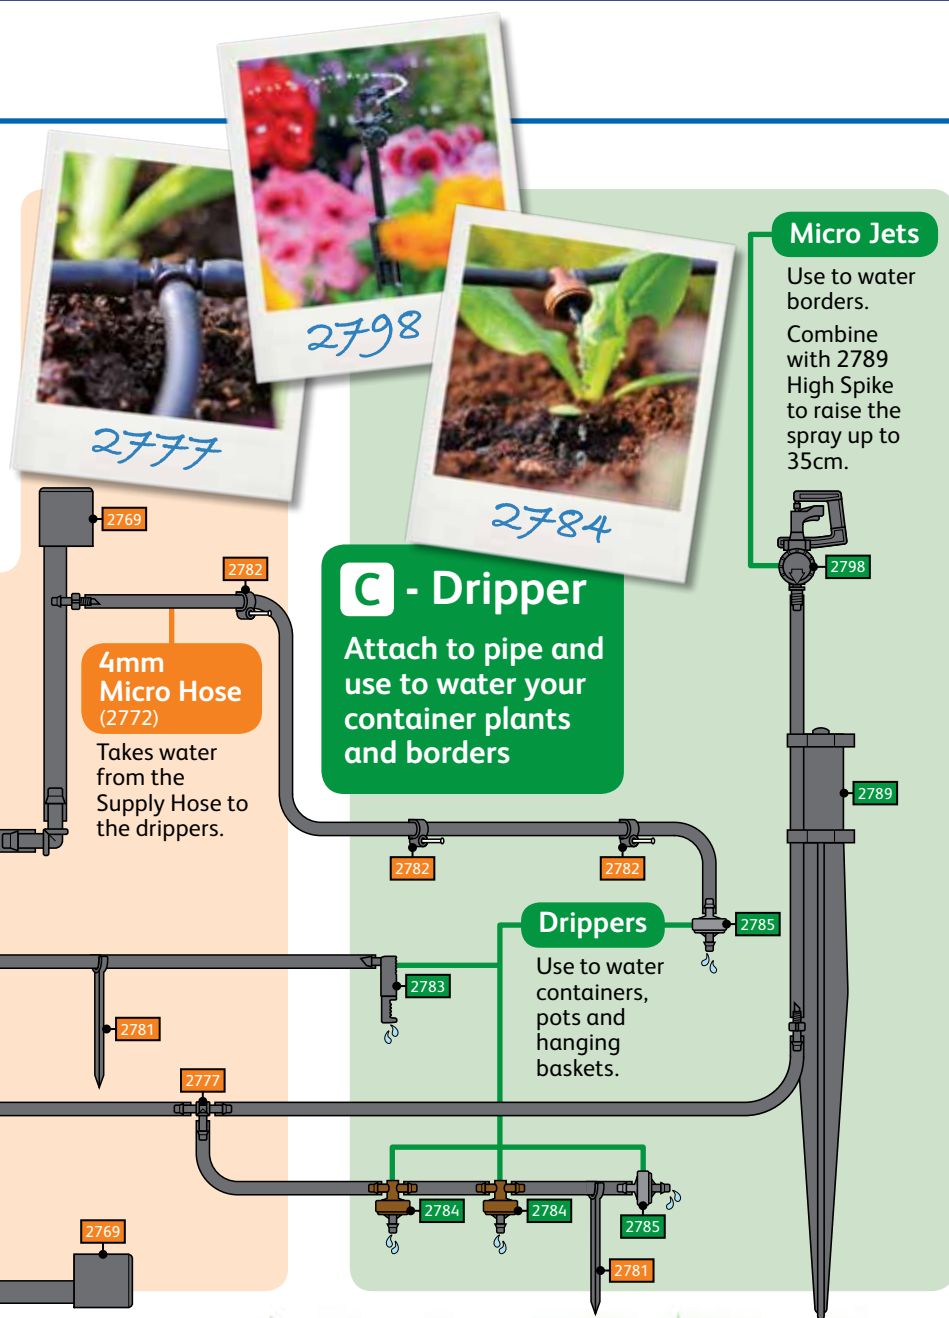 2798
2777
2784
Micro Jets
Use to water
borders.
Combine
with 2789
High Spike
to raise the
spray up to
35cm.
2769
2782
2798
C - Dripper
Attach to pipe and
use to water your
container plants
and borders
4mm
Micro Hose
(2772)
Takes water
from the
Supply Hose to
the drippers.
2789
2782
2782
Drippers
2785
Use to water
containers,
pots and
hanging
baskets.
2783
2781
2777
2784
2784
2785
2769
2781